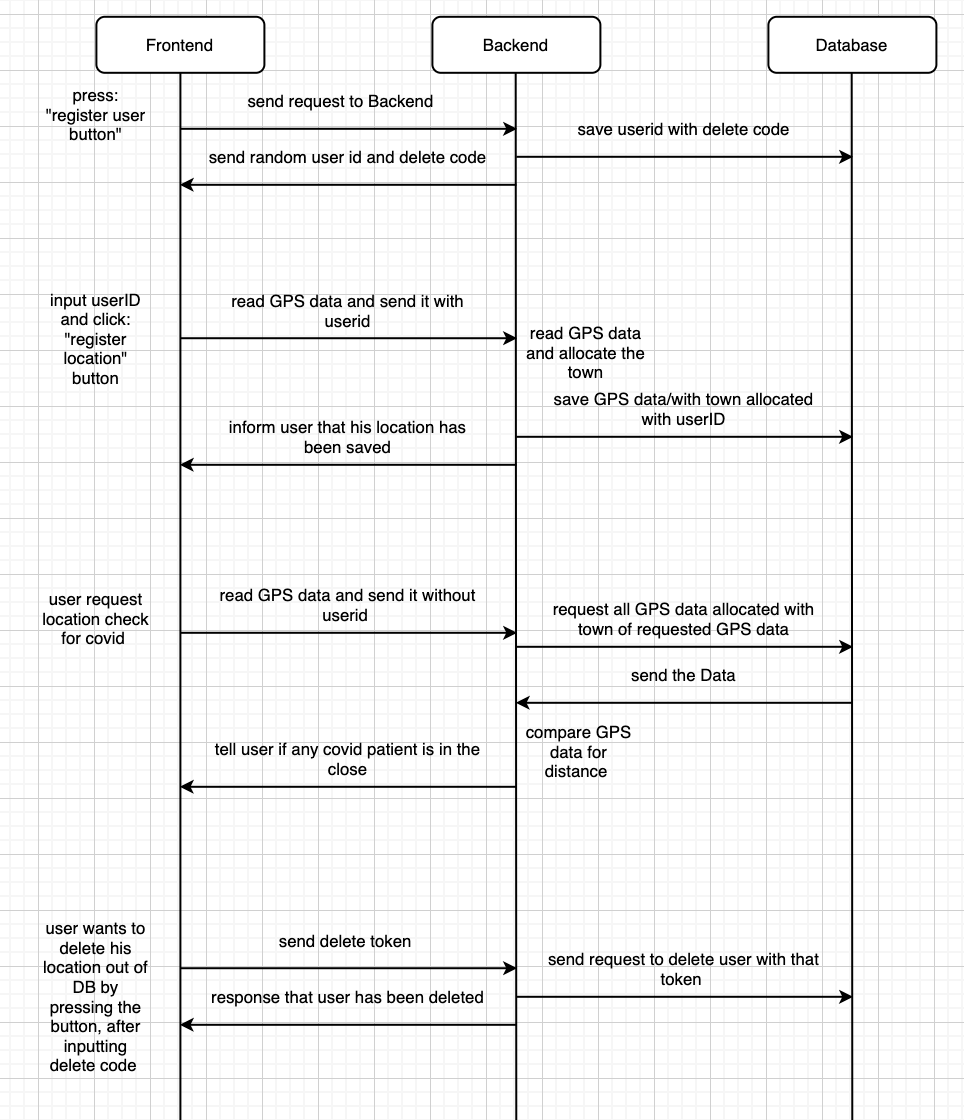 Frontend
Backend
Database
press:
"register user
button"
send request to Backend
save userid with delete code
send random user id and delete code
input userID
and click:
"register
location"
button
read GPS data and send it with
userid
read GPS data
and allocate the
town
save GPS data/with town allocated
with userID
inform user that his location has
been saved
user request
location check
for covid
read GPS data and send it without
userid
request all GPS data allocated with
town of requested GPS data
send the Data
compare GPS
data for
distance
tell user if any covid patient is in the
close
user wants to
delete his
location out of
DB by
pressing the
button, after
inputting
delete code
send delete token
send request to delete user with that
token
response that user has been deleted